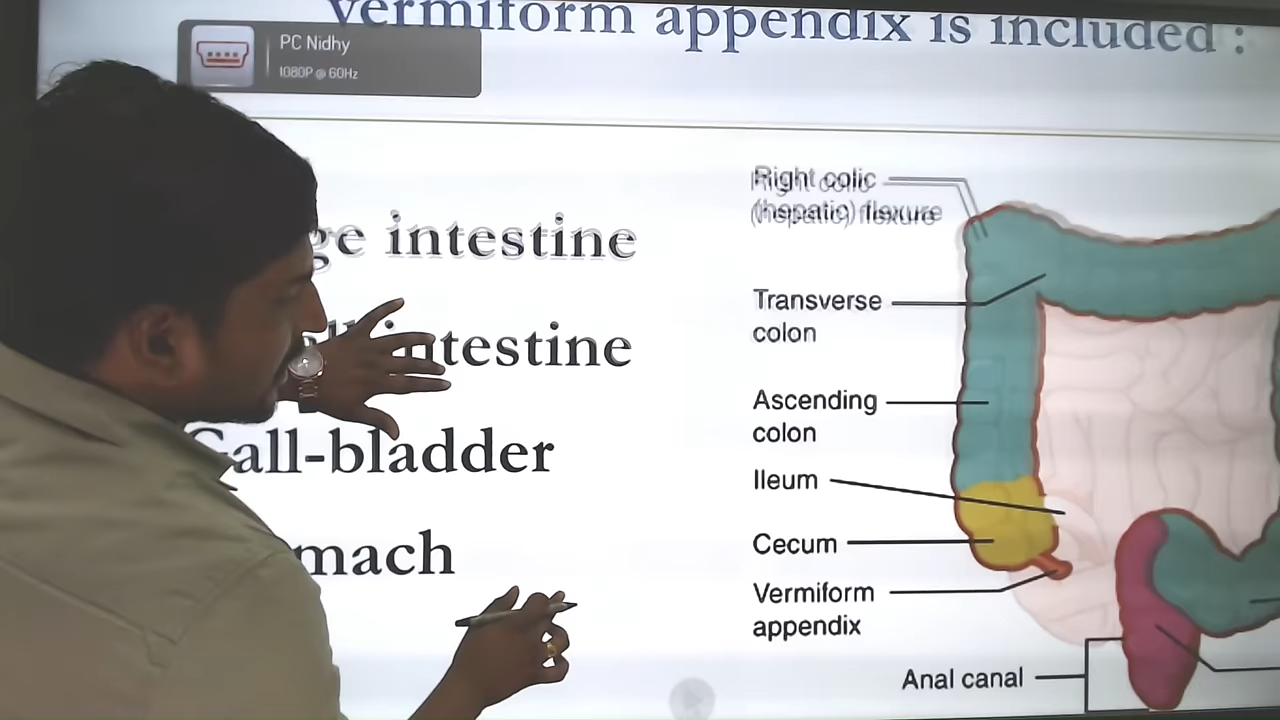 vermiform appendix is included :
PC Nidhy
1080P @ 60Hz
ge intestine
intestine
Gall-bladder
mach
Right colic
(hepatic) flexure
Transverse
colon
Ascending
colon
Ileum
Cecum
Vermiform
appendix
Anal canal